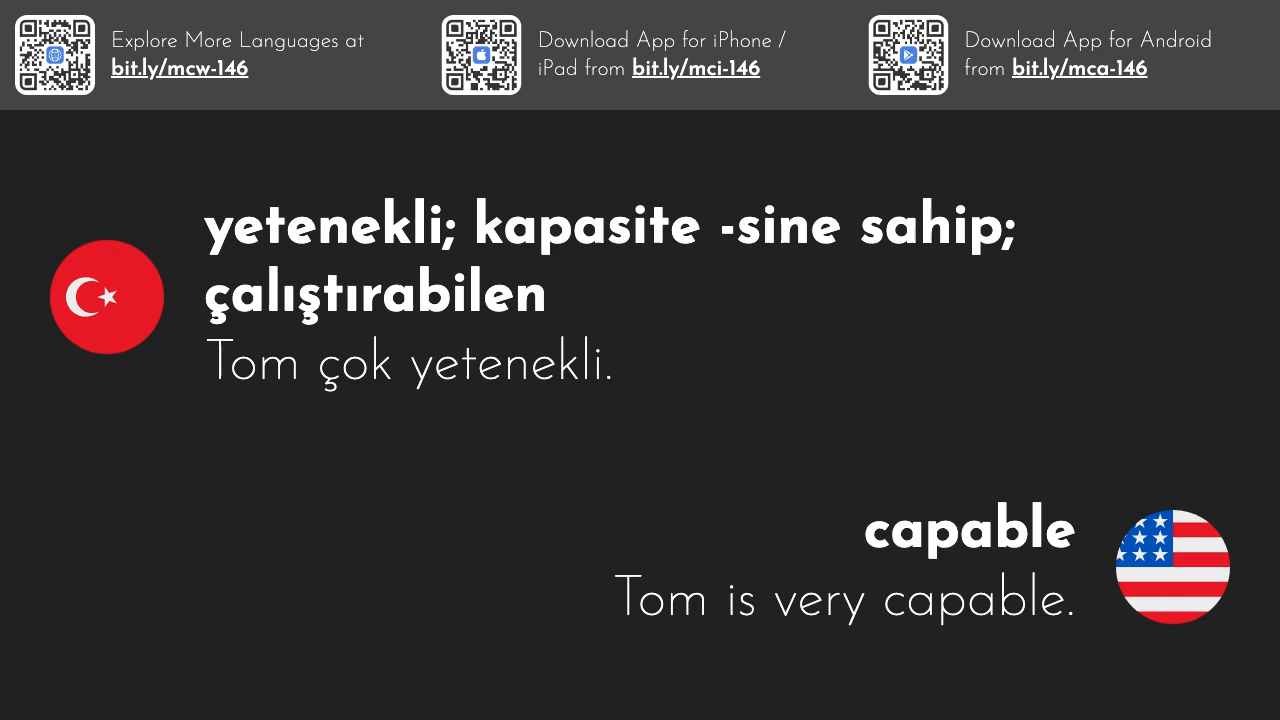 Explore More Languages at
bit.ly/mcw-146
Download App for iPhone /
iPad from bit.ly/mci-146
Download App for Android
from bit.ly/mca-146
yetenekli; kapasite -sine sahip;
çalıştırabilen
Tom çok yetenekli.
capable
Tom is very capable.